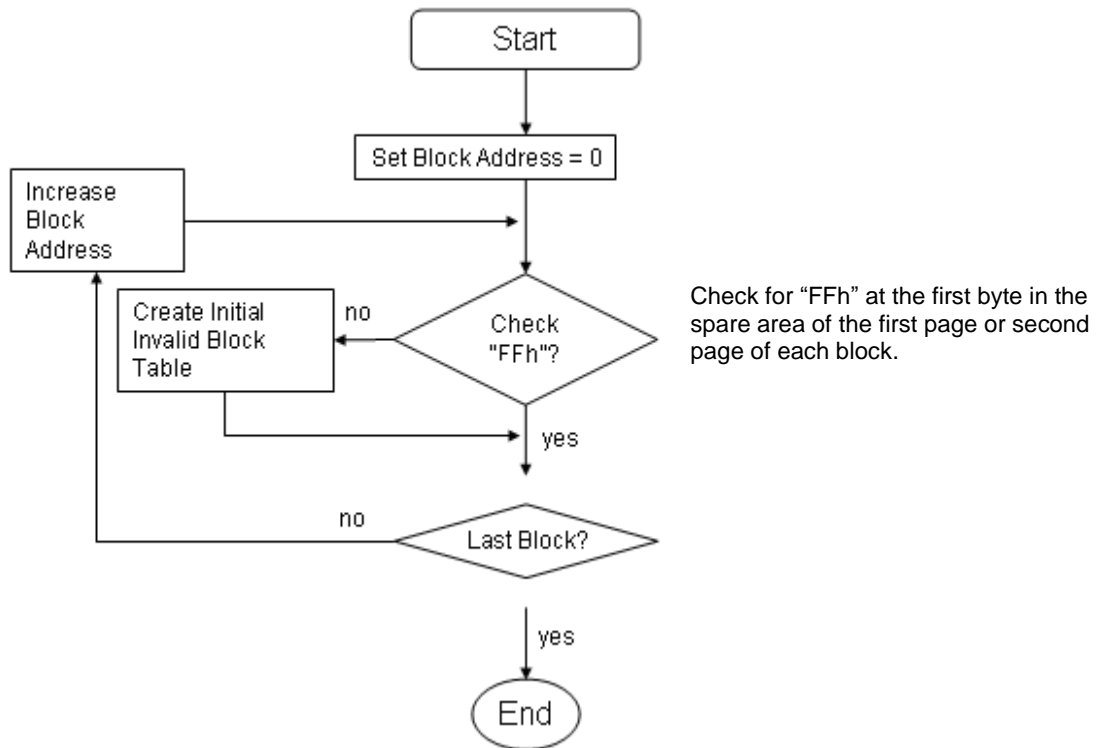 Start
Set Block Address = 0
Increase
Block
Address
Create Initial
Invalid Block
Table
no
Check
"FFh"?
Check for “FFh” at the first byte in the
spare area of the first page or second
page of each block.
yes
no
Last Block?
yes
End